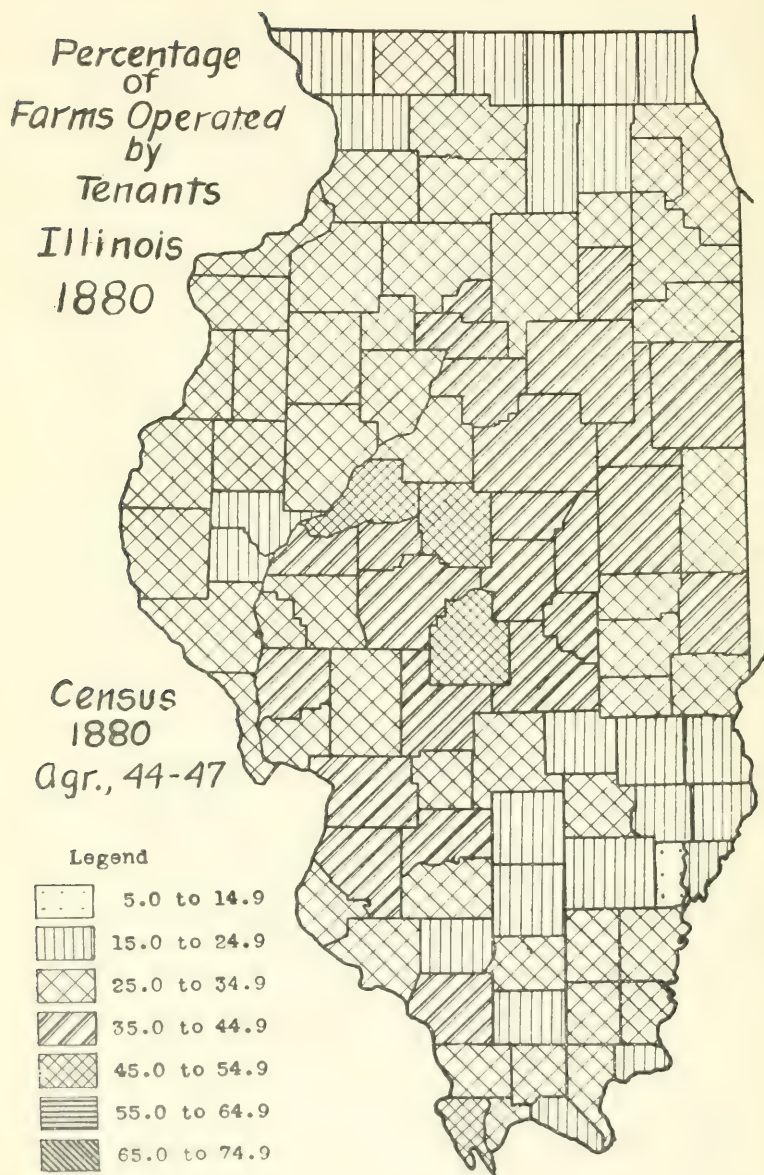 Percentage
of
Farms Operated
by
Tenants
Illinois
1880
Census
1880
Agr., 44-47
Legend
5.0 to 14.9
15.0 to 24.9
25.0 to 34.9
35.0 to 44.9
45.0 to 54.9
55.0 to 64.9
65.0 to 74.9